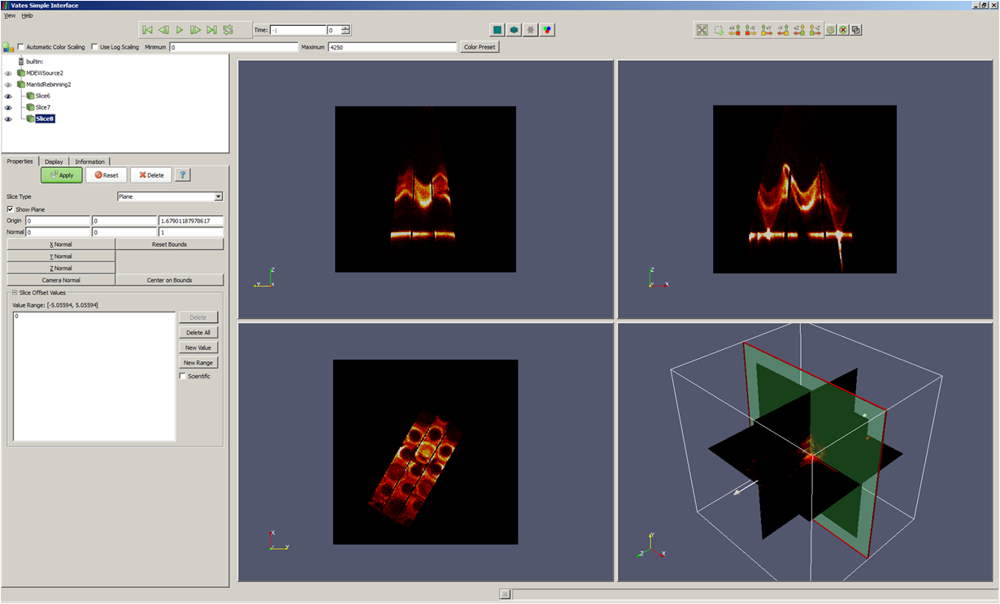 Vates Simple Interface
View Help
Time: -1 0
Automatic Color Scaling Use Log Scaling Minimum 0 Maximum 4250 Color Preset
+X -X +Y -Y +Z -Z
builtin:
MDEWSource2
MantidRebinning2
Slice6
Slice7
Slice8
Properties Display Information
Apply Reset Delete ?
Slice Type Plane
Show Plane
Origin 0 0 1.67901187978617
Normal 0 0 1
X Normal Reset Bounds
Y Normal
Z Normal
Camera Normal Center on Bounds
Slice Offset Values
Value Range: [-5.05594, 5.05594]
0
Delete
Delete All
New Value
New Range
Scientific
Z
Y X
Z
Y X
X
Y
Y
Z X